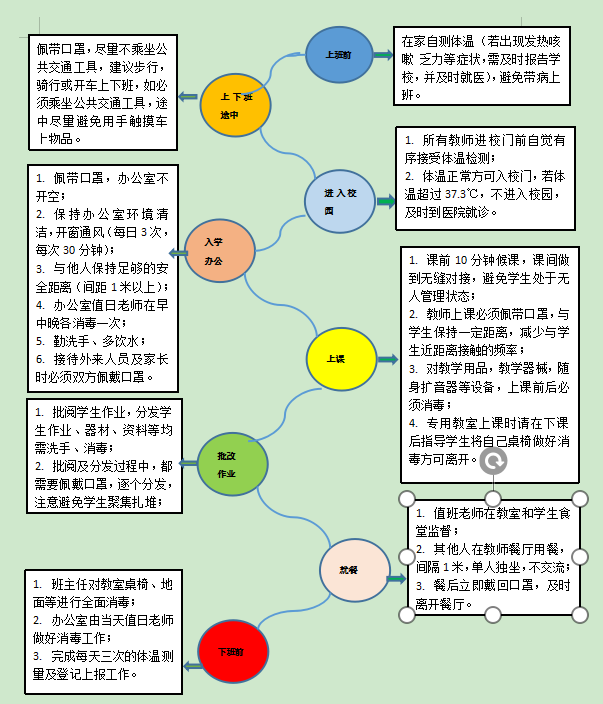 上班前
在家自测体温（若出现发热咳
嗽 乏力等症状，需及时报告学
校，并及时就医），避免带病上
班。
佩带口罩，尽量不乘坐公
共交通工具，建议步行，
骑行或开车上下班，如必
须乘坐公共交通工具，途
中尽量避免用手触摸车
上物品。
上下班
途中
1. 所有教师进校门前自觉有
序接受体温检测；
2. 体温正常方可入校门，若体
温超过 37.3℃，不进入校园，
及时到医院就诊。
进入校
园
1. 佩带口罩，办公室不
开空；
2. 保持办公室环境清
洁，开窗通风（每日 3 次，
每次 30 分钟）；
3. 与他人保持足够的安
全距离（间距 1 米以上）；
4. 办公室值日老师在早
中晚各消毒一次；
5. 勤洗手、多饮水；
6. 接待外来人员及家长
时必须双方佩戴口罩。
入学
办公
1. 课前 10 分钟候课，课间做
到无缝对接，避免学生处于无
人管理状态；
2. 教师上课必须佩带口罩，与
学生保持一定距离，减少与学
生近距离接触的频率；
3. 对教学用品，教学器械，随
身扩音器等设备，上课前后必
须消毒；
4. 专用教室上课时请在下课
后指导学生将自己桌椅做好消
毒方可离开。
上课
1. 批阅学生作业，分发学
生作业、器材、资料等均
需洗手、消毒；
2. 批阅及分发过程中，都
需要佩戴口罩，逐个分发，
注意避免学生聚集扎堆；
批改
作业
1. 值班老师在教室和学生食
堂监督；
2. 其他人在教师餐厅用餐，
间隔 1 米，单人独坐，不交流；
3. 餐后立即戴回口罩，及时
离开餐厅。
就餐
1. 班主任对教室桌椅、地
面等进行全面消毒；
2. 办公室由当天值日老师
做好消毒工作；
3. 完成每天三次的体温测
量及登记上报工作。
下班前